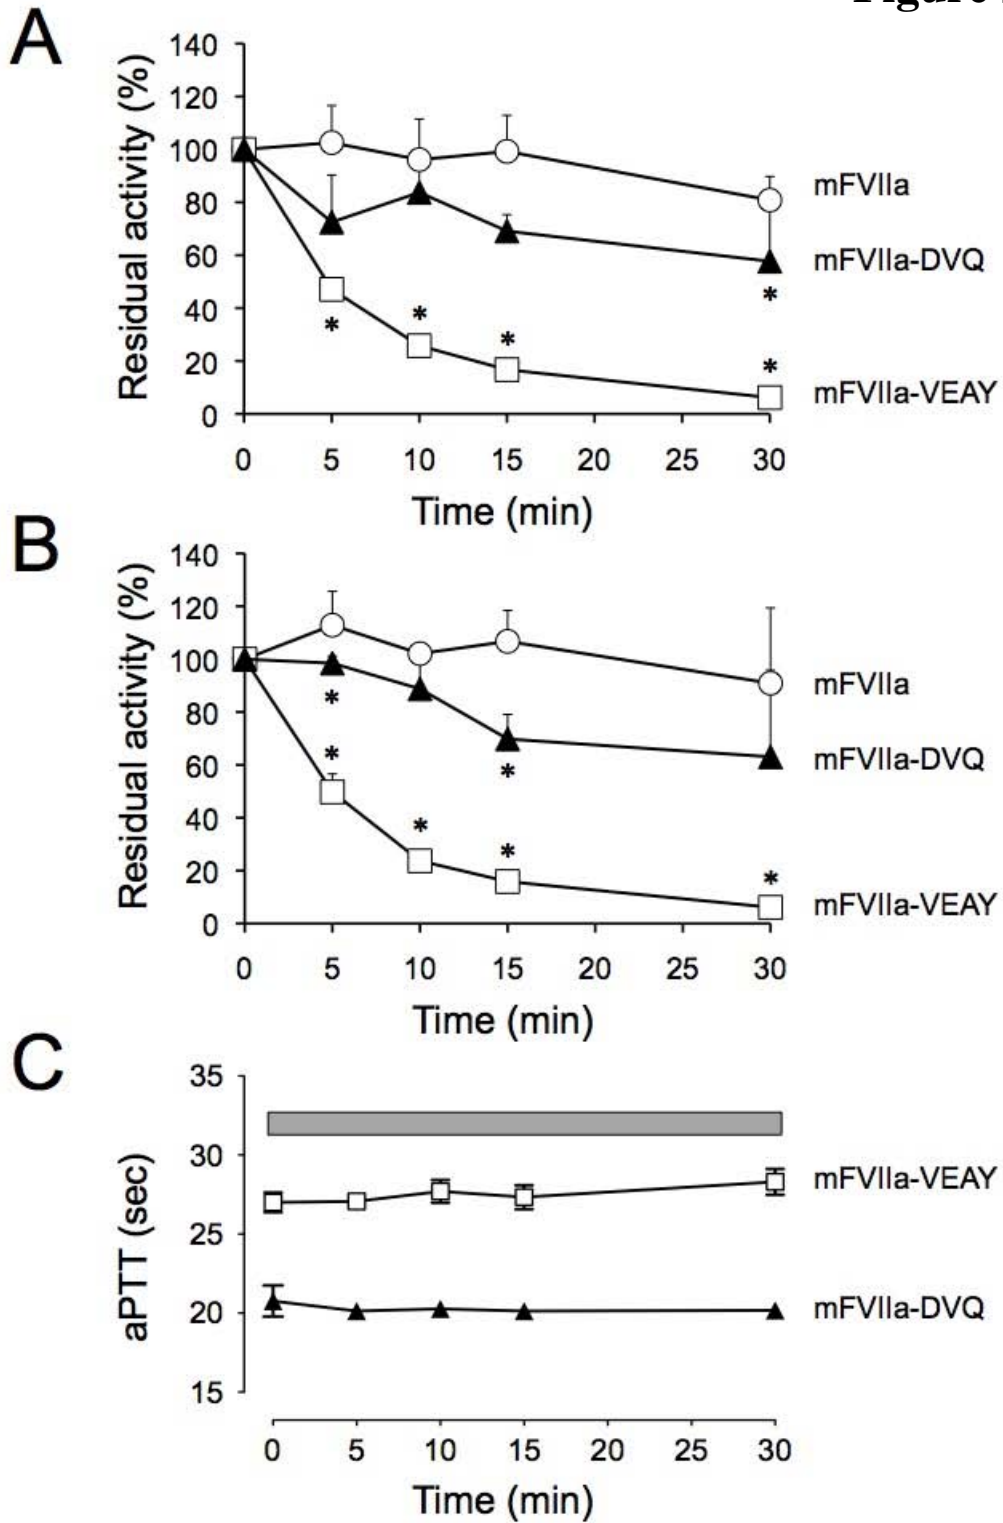 Figure
A
140
120
100
80
60
40
20
0
Residual activity (%)
mFVIIa
mFVIIa-DVQ
mFVIIa-VEAY
*
*
*
*
*
0 5 10 15 20 25 30
Time (min)
B
140
120
100
80
60
40
20
0
Residual activity (%)
mFVIIa
mFVIIa-DVQ
mFVIIa-VEAY
*
*
*
*
*
*
0 5 10 15 20 25 30
Time (min)
C
35
30
25
20
15
aPTT (sec)
mFVIIa-VEAY
mFVIIa-DVQ
0 5 10 15 20 25 30
Time (min)